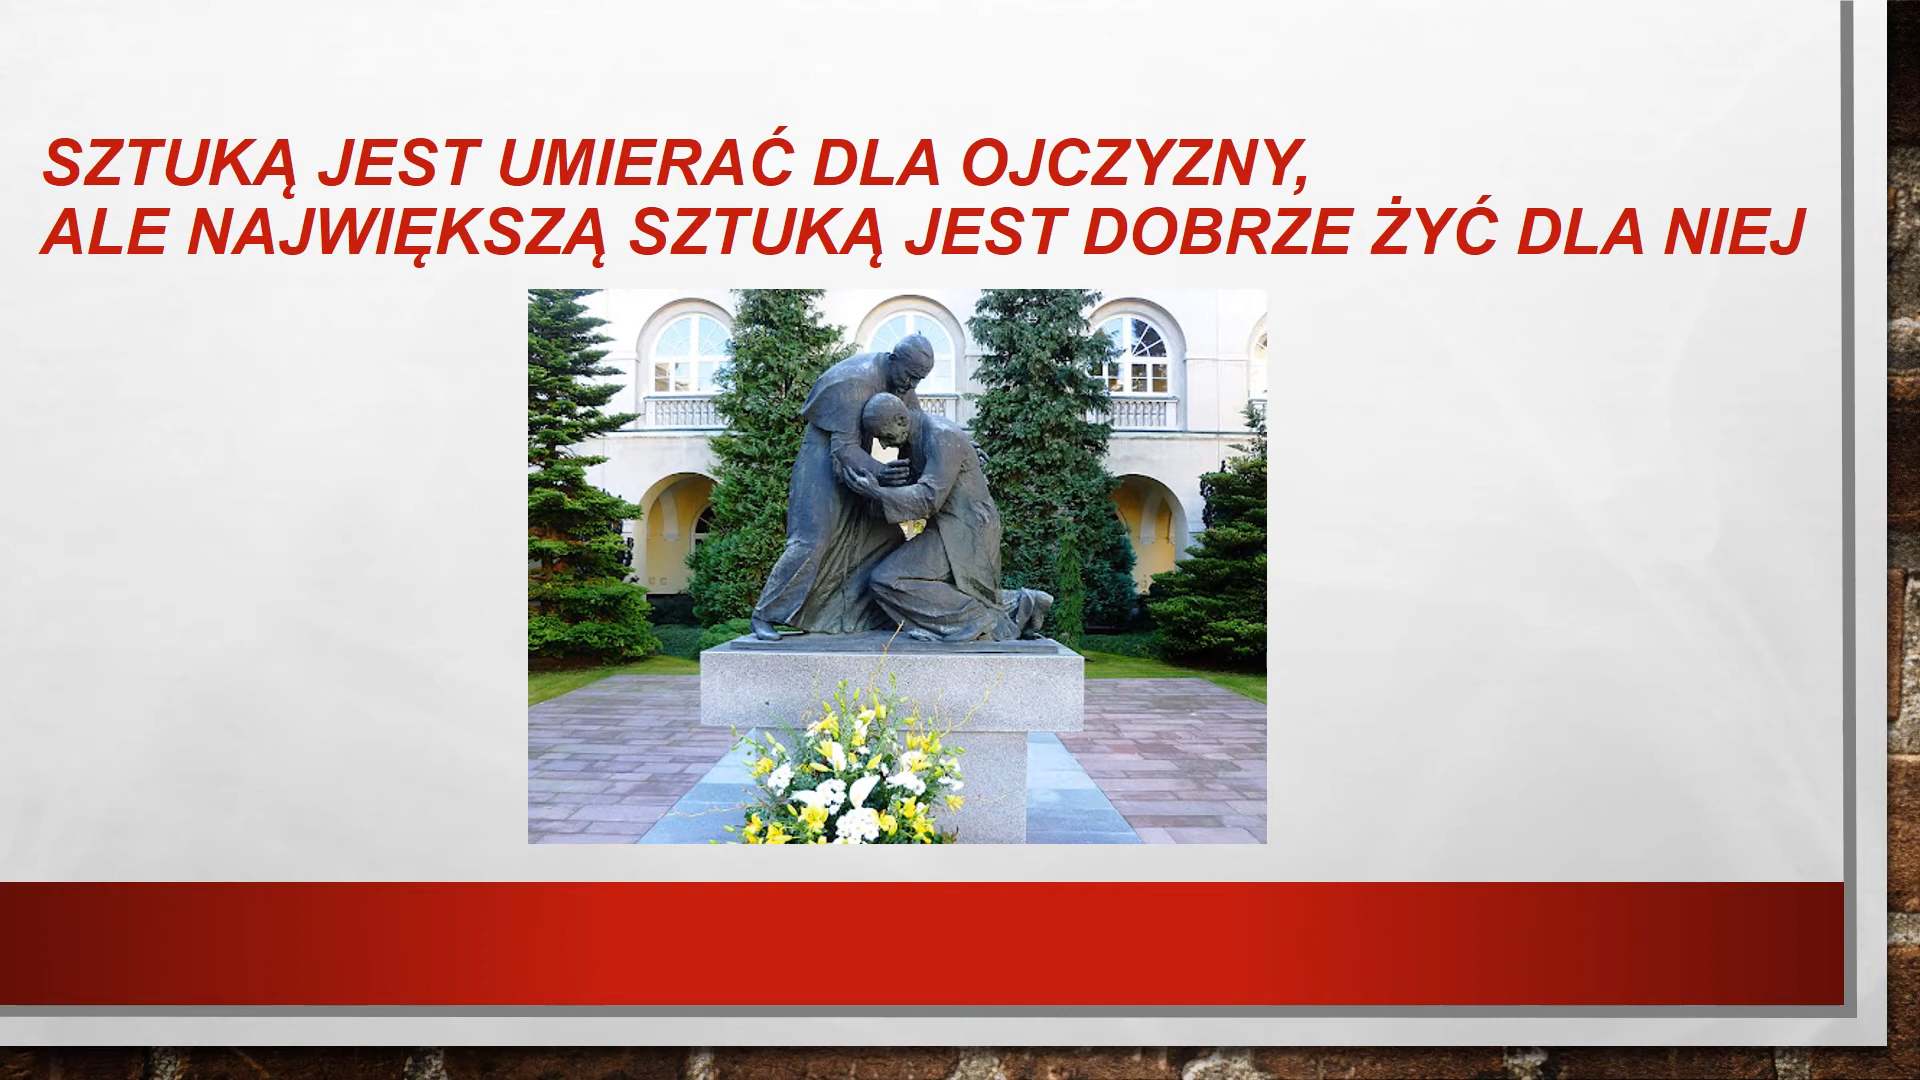 SZTUKĄ JEST UMIERAĆ DLA OJCZYZNY,
ALE NAJWIĘKSZĄ SZTUKĄ JEST DOBRZE ŻYĆ DLA NIEJ